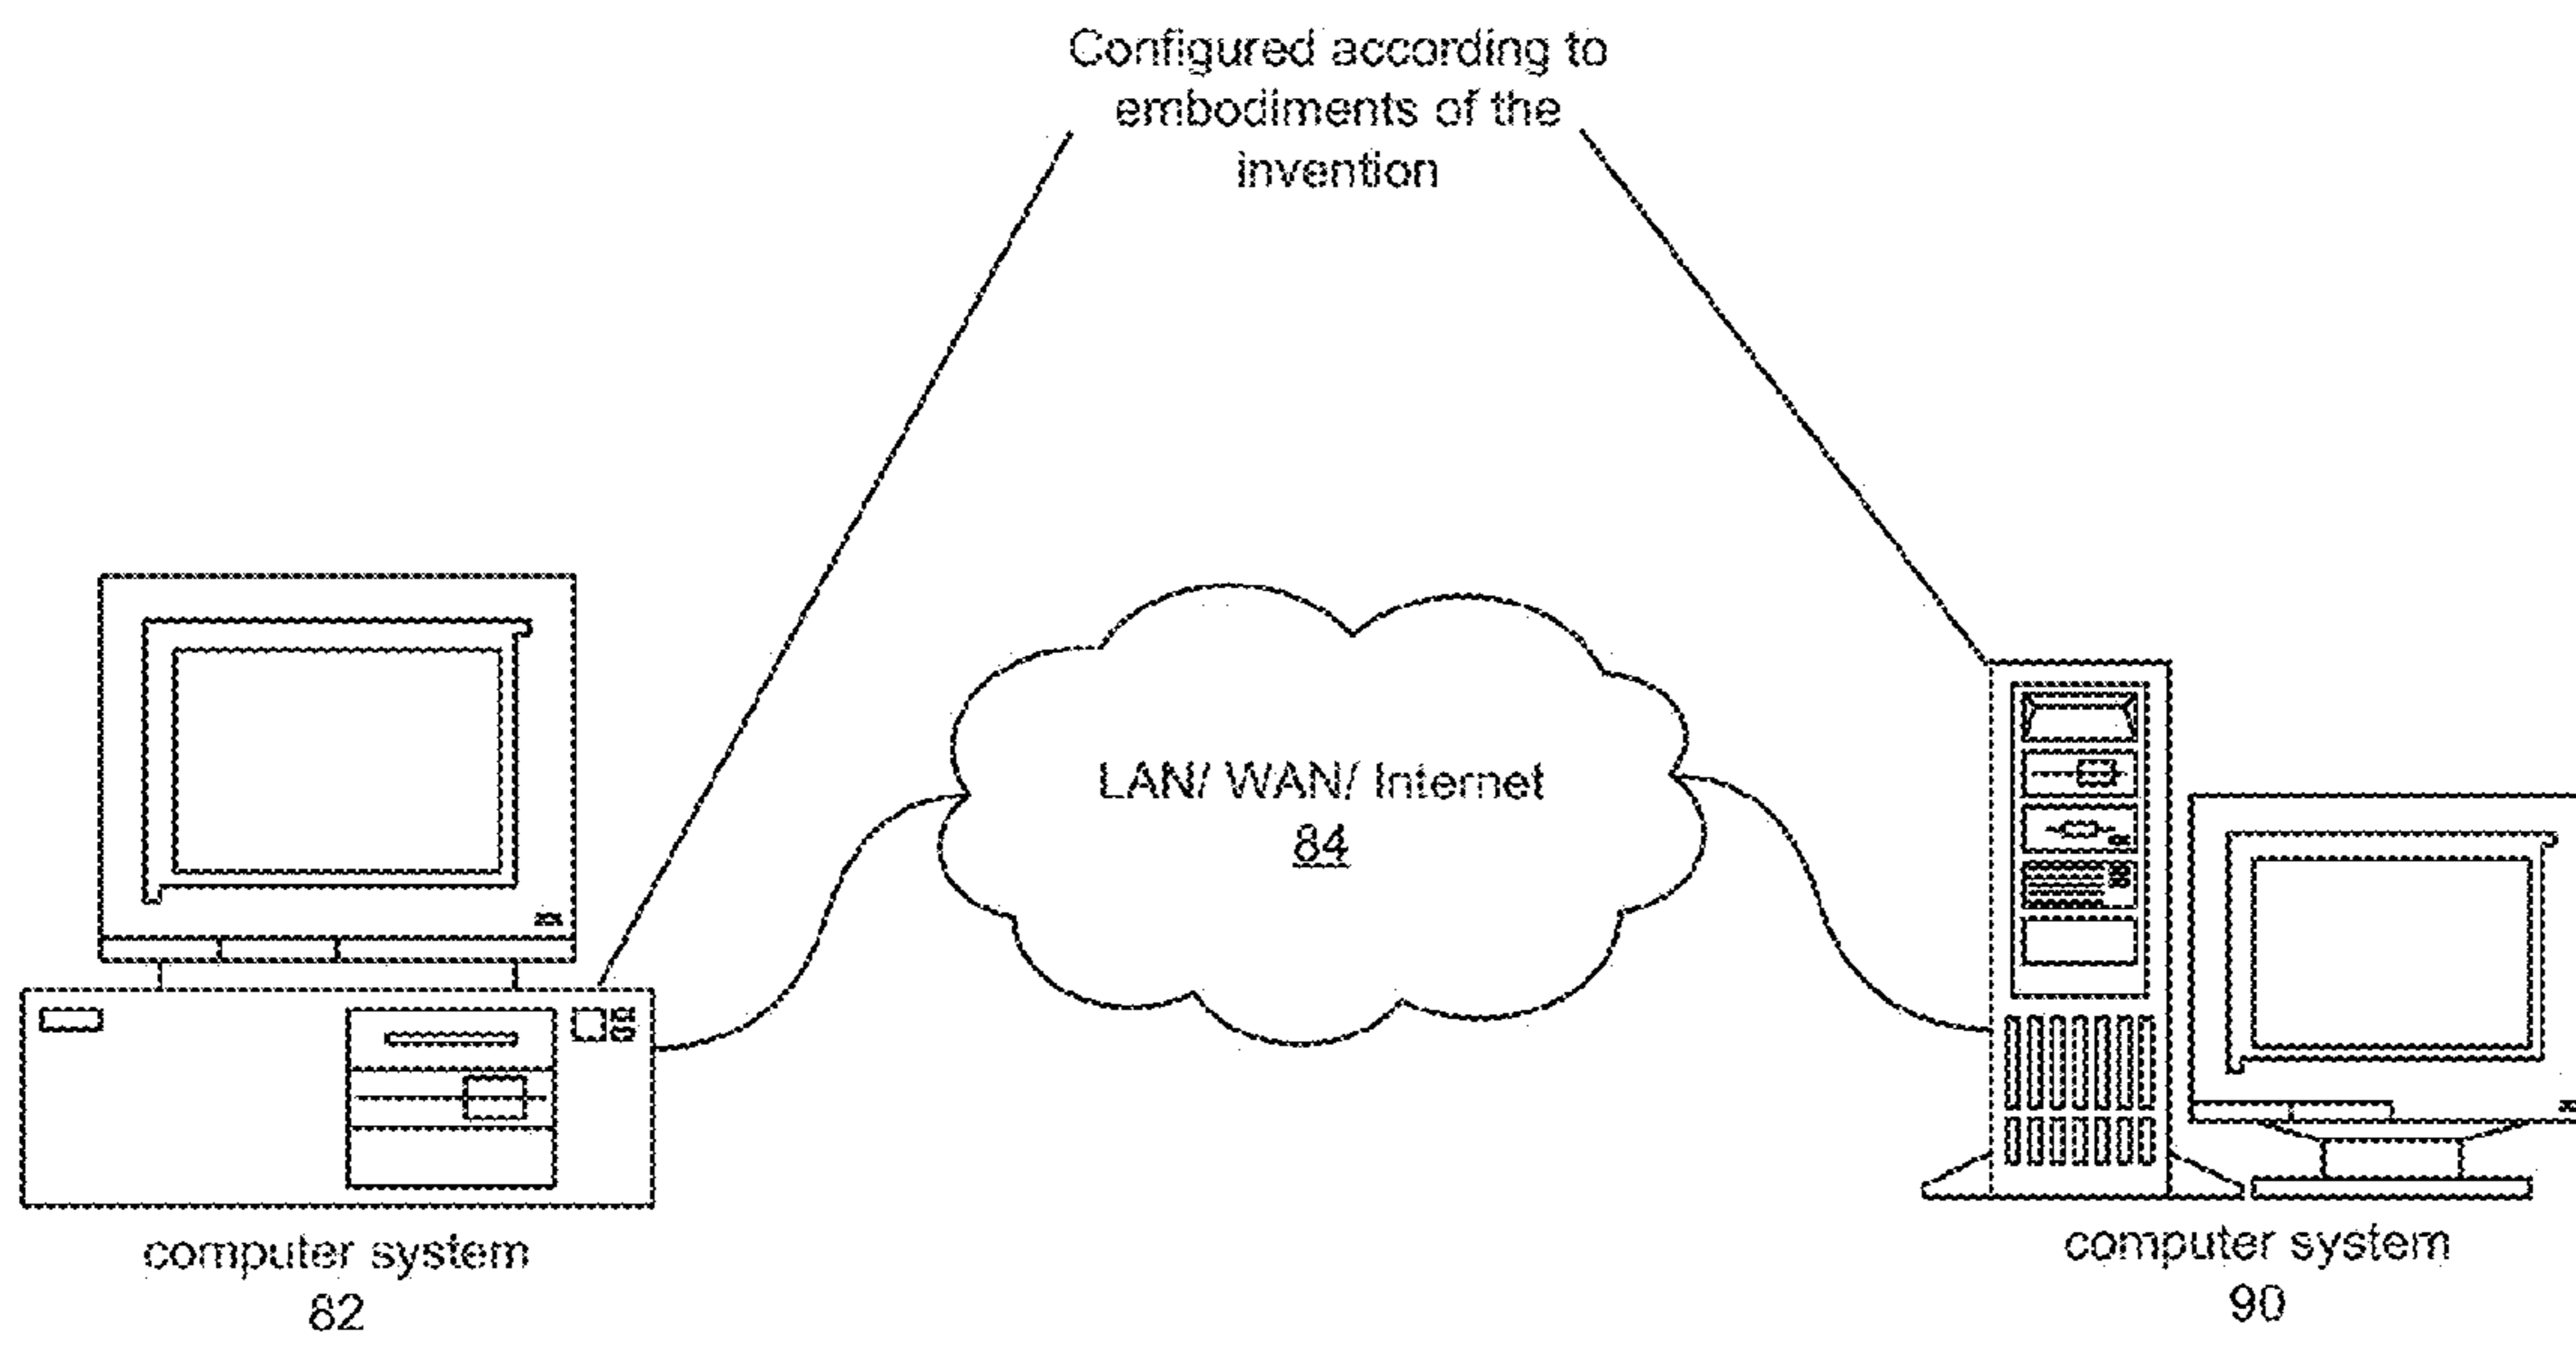 Configured according to
embodiments of the
invention
LAN/ WAN/ Internet
84
computer system
82
computer system
90